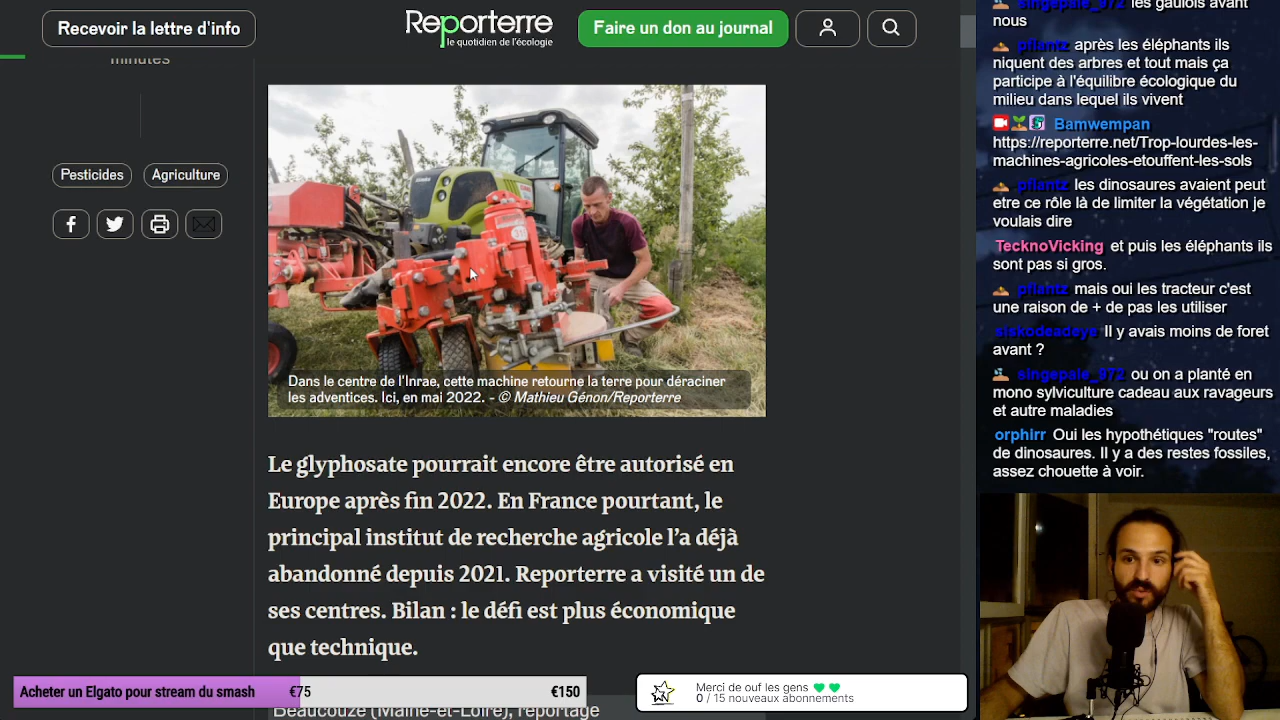 Recevoir la lettre d'info
Reporterre
le quotidien de l'écologie
Faire un don au journal
minutes
Pesticides
Agriculture
Dans le centre de l'Inrae, cette machine retourne la terre pour déraciner
les adventices. Ici, en mai 2022. - © Mathieu Génon/Reporterre
Le glyphosate pourrait encore être autorisé en
Europe après fin 2022. En France pourtant, le
principal institut de recherche agricole l'a déjà
abandonné depuis 2021. Reporterre a visité un de
ses centres. Bilan : le défi est plus économique
que technique.
Beaucouzé (Maine-et-Loire), reportage
Acheter un Elgato pour stream du smash
€75
€150
Merci de ouf les gens 💚 💚
0 / 15 nouveaux abonnements
singepale_972 les gaulois avant
nous
pflantz après les éléphants ils
niquent des arbres et tout mais ça
participe à l'équilibre écologique du
milieu dans lequel ils vivent
Bamwempan
https://reporterre.net/Trop-lourdes-les-
machines-agricoles-etouffent-les-sols
pflantz les dinosaures avaient peut
etre ce rôle là de limiter la végétation je
voulais dire
TecknoVicking et puis les éléphants ils
sont pas si gros.
pflantz mais oui les tracteur c'est
une raison de + de pas les utiliser
siskodeadeye Il y avais moins de foret
avant ?
singepale_972 ou on a planté en
mono sylviculture cadeau aux ravageurs
et autre maladies
orphirr Oui les hypothétiques "routes"
de dinosaures. Il y a des restes fossiles,
assez chouette à voir.